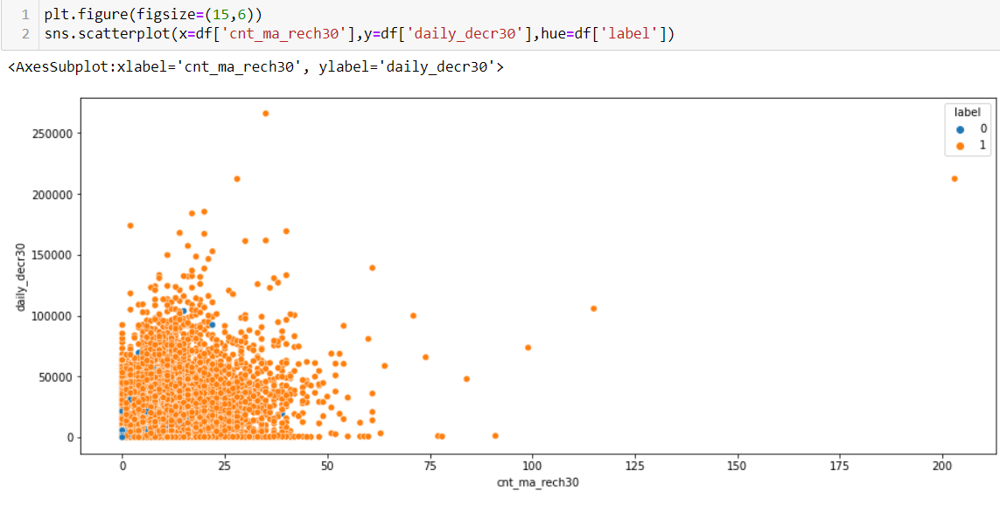 1 plt.figure(figsize=(15,6))
2 sns.scatterplot(x=df['cnt_ma_rech30'],y=df['daily_decr30'],hue=df['label'])
<AxesSubplot:xlabel='cnt_ma_rech30', ylabel='daily_decr30'>
label
0
1
250000
200000
150000
100000
50000
0
daily_decr30
0 25 50 75 100 125 150 175 200
cnt_ma_rech30